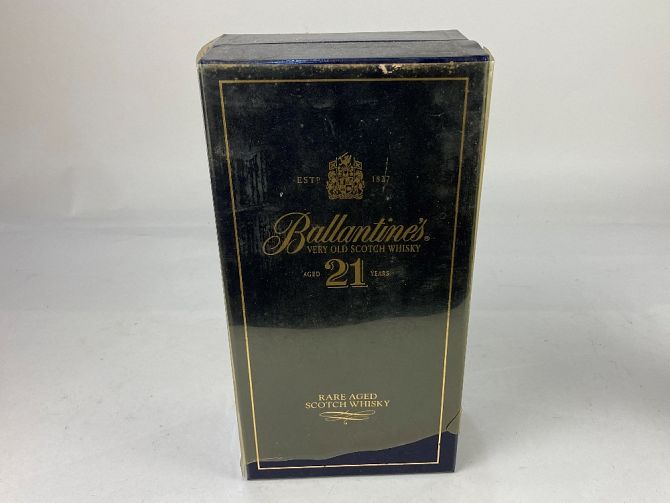 ESTD 1827
Ballantine's®
VERY OLD SCOTCH WHISKY
AGED 21 YEARS
RARE AGED
SCOTCH WHISKY